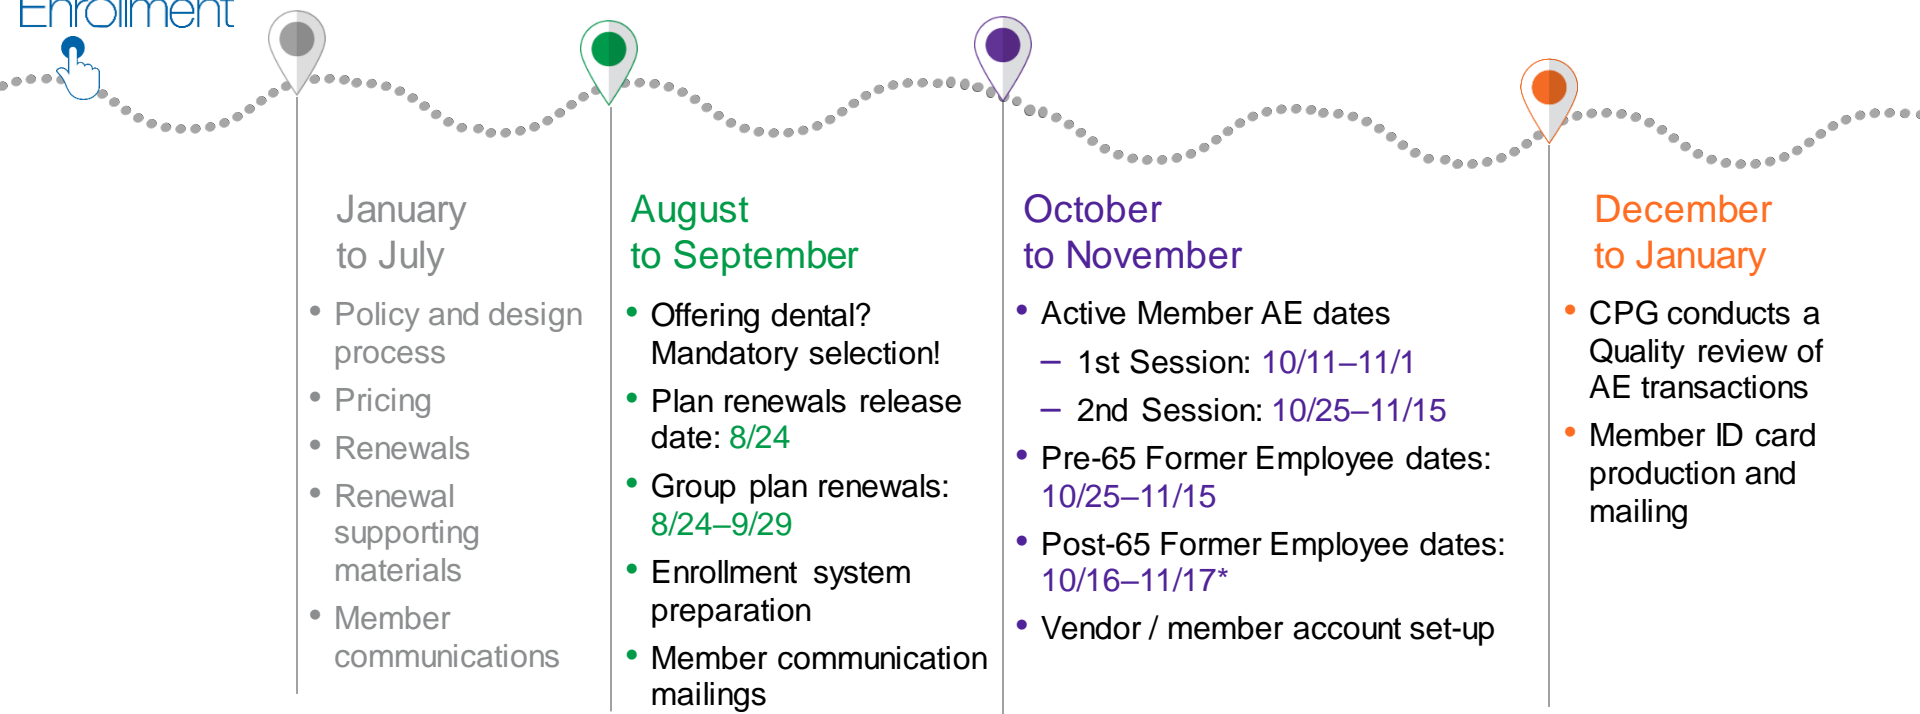 Enrollment
January
to July
• Policy and design
process
• Pricing
• Renewals
• Renewal
supporting
materials
• Member
communications
August
to September
• Offering dental?
Mandatory selection!
• Plan renewals release
date: 8/24
• Group plan renewals:
8/24–9/29
• Enrollment system
preparation
• Member communication
mailings
October
to November
• Active Member AE dates
– 1st Session: 10/11–11/1
– 2nd Session: 10/25–11/15
• Pre-65 Former Employee dates:
10/25–11/15
• Post-65 Former Employee dates:
10/16–11/17*
• Vendor / member account set-up
December
to January
• CPG conducts a
Quality review of
AE transactions
• Member ID card
production and
mailing